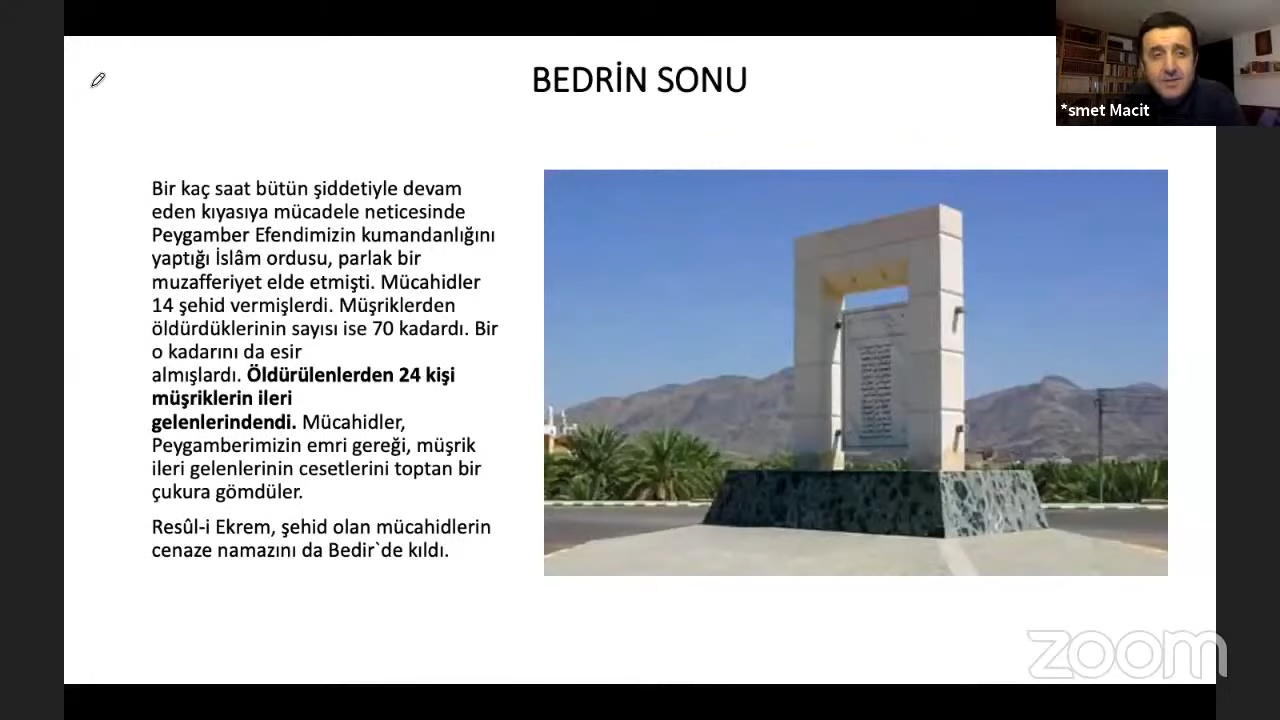 BEDRİN SONU
*smet Macit
Bir kaç saat bütün şiddetiyle devam
eden kıyasıya mücadele neticesinde
Peygamber Efendimizin kumandanlığını
yaptığı İslâm ordusu, parlak bir
muzafferiyet elde etmişti. Mücahidler
14 şehid vermişlerdi. Müşriklerden
öldürdüklerinin sayısı ise 70 kadardı. Bir
o kadarını da esir
almışlardı. Öldürülenlerden 24 kişi
müşriklerin ileri
gelenlerindendi. Mücahidler,
Peygamberimizin emri gereği, müşrik
ileri gelenlerinin cesetlerini toptan bir
çukura gömdüler.
Resûl-i Ekrem, şehid olan mücahidlerin
cenaze namazını da Bedir`de kıldı.
zoom